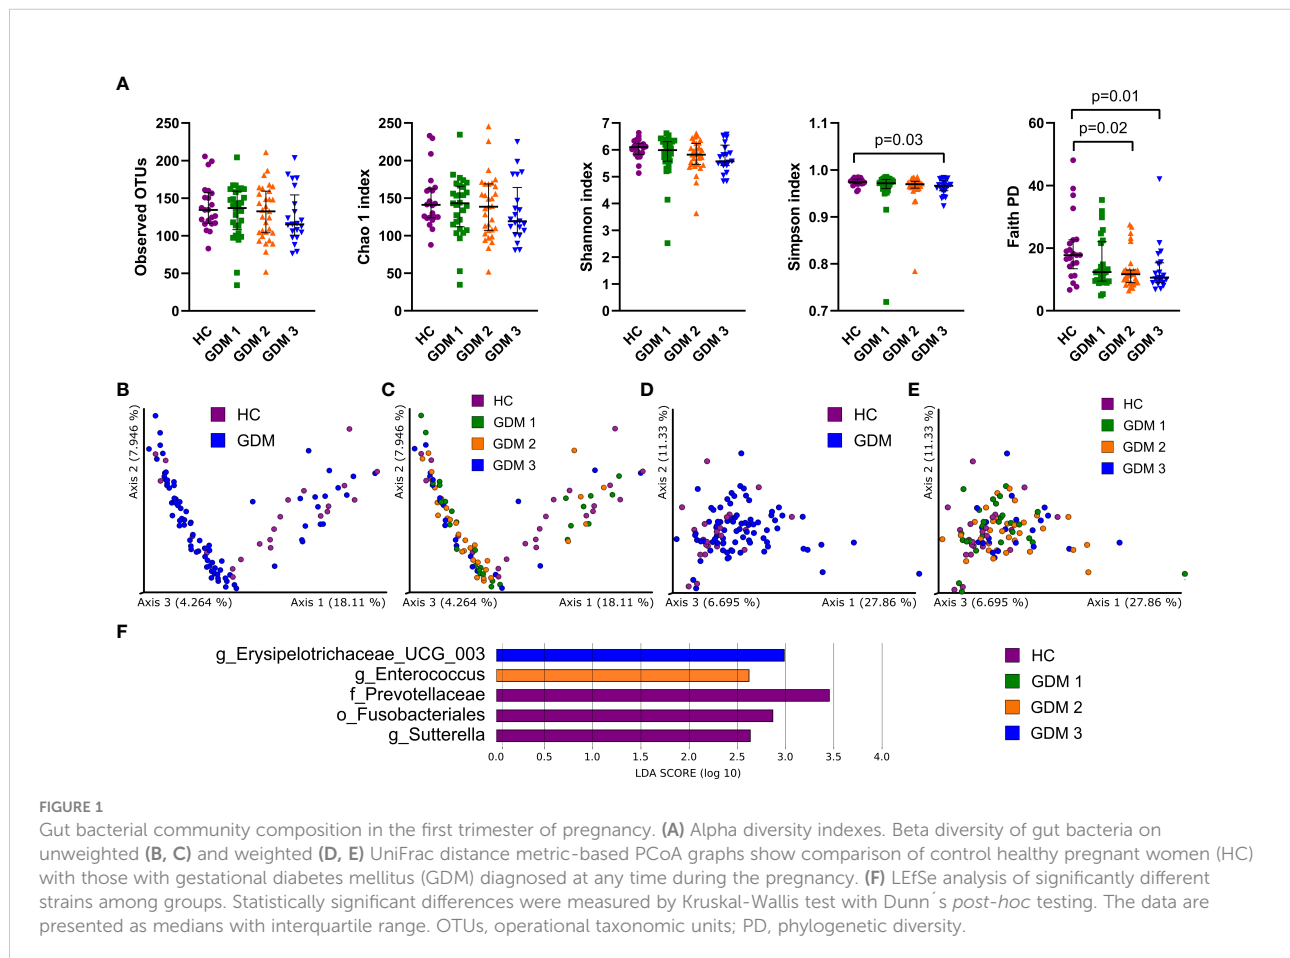 A
p=0.01
p=0.02
p=0.03
Observed OTUs
250
200
150
100
50
0
HC
GDM 1
GDM 2
GDM 3
Chao 1 index
250
200
150
100
50
0
HC
GDM 1
GDM 2
GDM 3
Shannon index
7
6
5
4
3
2
1
0
HC
GDM 1
GDM 2
GDM 3
Simpson index
1.1
1.0
0.9
0.8
0.7
HC
GDM 1
GDM 2
GDM 3
Faith PD
60
40
20
0
HC
GDM 1
GDM 2
GDM 3
B
HC
GDM
Axis 2 (7.946 %)
Axis 3 (4.264 %)
Axis 1 (18.11 %)
C
HC
GDM 1
GDM 2
GDM 3
Axis 2 (7.946 %)
Axis 3 (4.264 %)
Axis 1 (18.11 %)
D
HC
GDM
Axis 2 (11.33 %)
Axis 3 (6.695 %)
Axis 1 (27.86 %)
E
HC
GDM 1
GDM 2
GDM 3
Axis 2 (11.33 %)
Axis 3 (6.695 %)
Axis 1 (27.86 %)
F
g_Erysipelotrichaceae_UCG_003
g_Enterococcus
f_Prevotellaceae
o_Fusobacteriales
g_Sutterella
0.0 0.5 1.0 1.5 2.0 2.5 3.0 3.5 4.0
LDA SCORE (log 10)
HC
GDM 1
GDM 2
GDM 3
FIGURE 1
Gut bacterial community composition in the first trimester of pregnancy. (A) Alpha diversity indexes. Beta diversity of gut bacteria on
unweighted (B, C) and weighted (D, E) UniFrac distance metric-based PCoA graphs show comparison of control healthy pregnant women (HC)
with those with gestational diabetes mellitus (GDM) diagnosed at any time during the pregnancy. (F) LEfSe analysis of significantly different
strains among groups. Statistically significant differences were measured by Kruskal-Wallis test with Dunn´s post-hoc testing. The data are
presented as medians with interquartile range. OTUs, operational taxonomic units; PD, phylogenetic diversity.